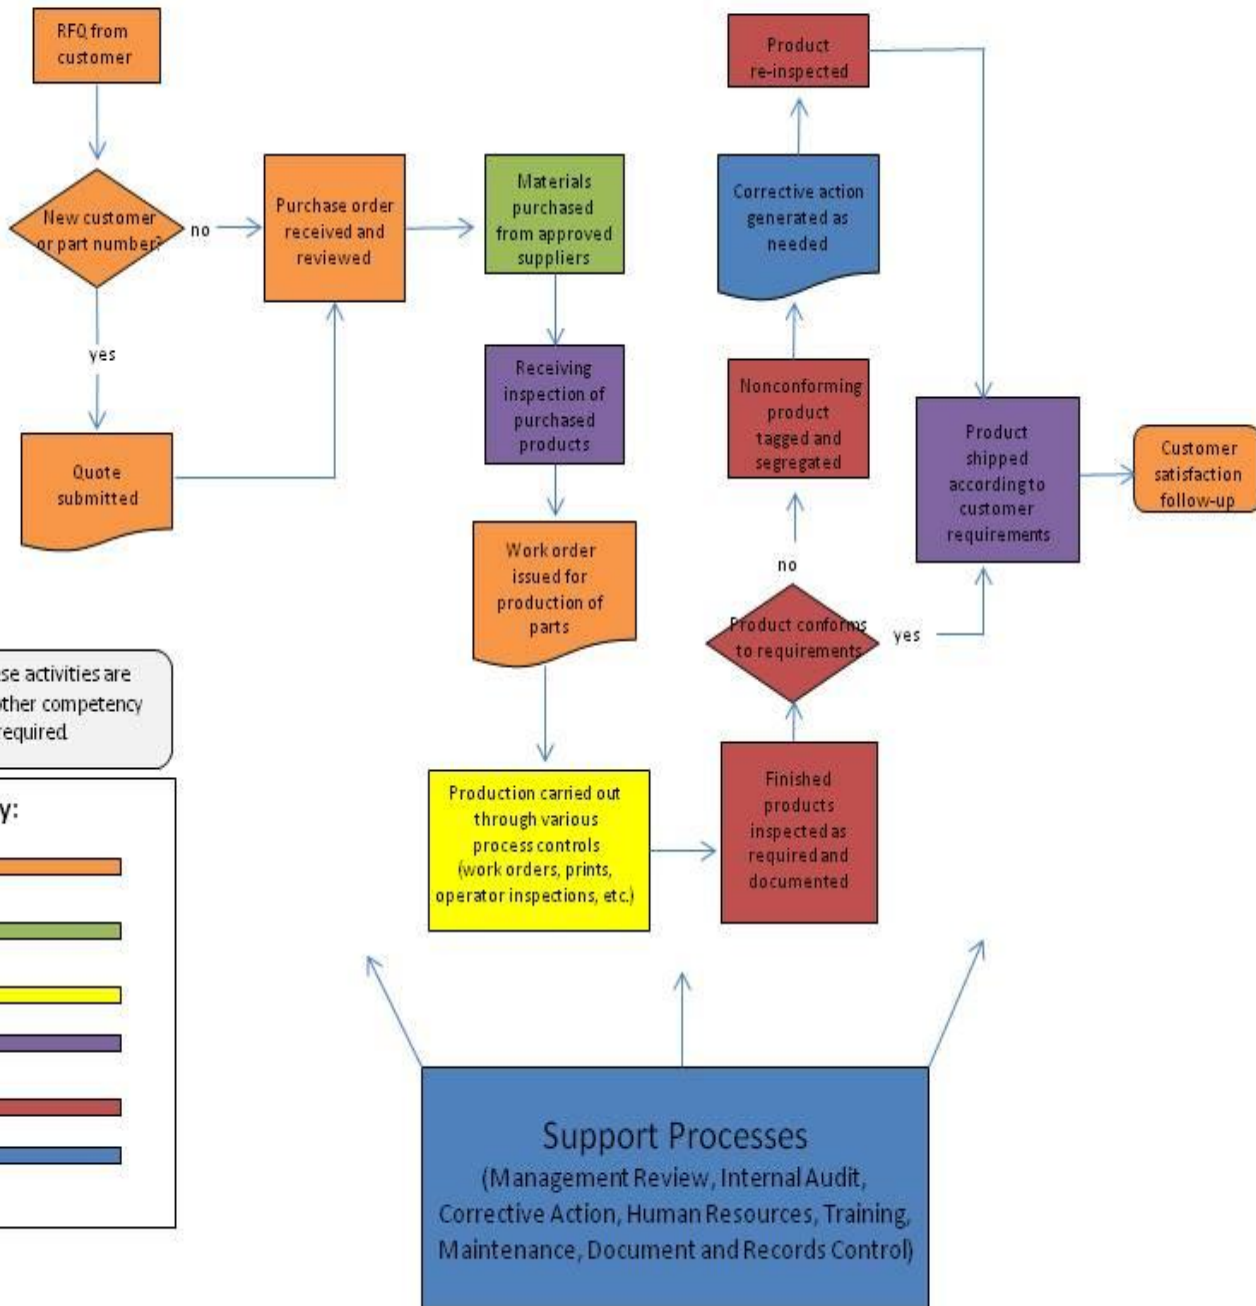 RFQ from
customer
New customer
or part number?
no
yes
Quote
submitted
Purchase order
received and
reviewed
Materials
purchased
from approved
suppliers
Receiving
inspection of
purchased
products
Work order
issued for
production of
parts
Production carried out
through various
process controls
(work orders, prints,
operator inspections, etc.)
Finished
products
inspected as
required and
documented
Product conforms
to requirements
no
yes
Nonconforming
product
tagged and
segregated
Corrective action
generated as
needed
Product
re-inspected
Product
shipped
according to
customer
requirements
Customer
satisfaction
follow-up
activities are
other competency
required.
Support Processes
(Management Review, Internal Audit,
Corrective Action, Human Resources, Training,
Maintenance, Document and Records Control)